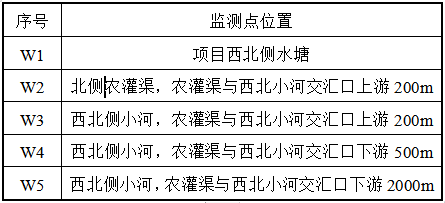 序号 监测点位置
W1 项目西北侧水塘
W2 北侧农灌渠，农灌渠与西北小河交汇口上游 200m
W3 西北侧小河，农灌渠与西北小河交汇口上游 200m
W4 西北侧小河，农灌渠与西北小河交汇口下游 500m
W5 西北侧小河，农灌渠与西北小河交汇口下游 2000m